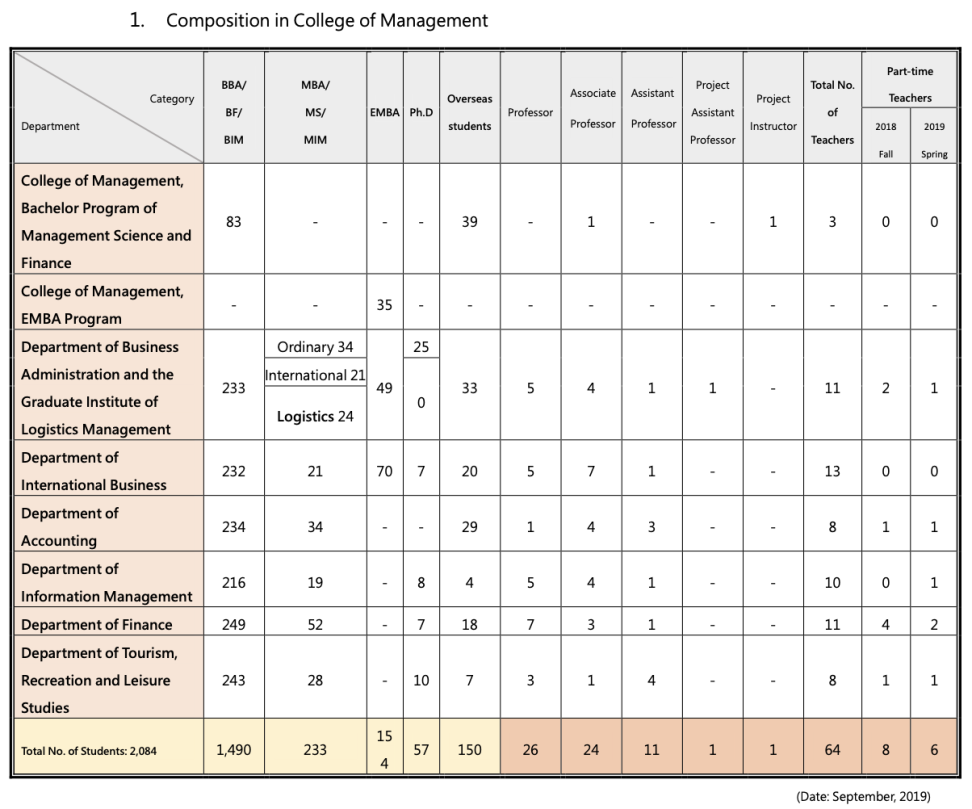 1. Composition in College of Management
Category
Department
BBA/
BF/
BIM
MBA/
MS/
MIM
EMBA
Ph.D
Overseas
students
Professor
Associate
Professor
Assistant
Professor
Project
Assistant
Professor
Project
Instructor
Total No.
of
Teachers
Part-time
Teachers
2018
Fall
2019
Spring
College of Management,
Bachelor Program of
Management Science and
Finance
83 - - - 39 - 1 - - 1 3 0 0
College of Management,
EMBA Program
- - 35 - - - - - - - - - -
Department of Business
Administration and the
Graduate Institute of
Logistics Management
233
Ordinary 34
International 21
Logistics 24
49
25
0
33 5 4 1 1 - 11 2 1
Department of
International Business
232 21 70 7 20 5 7 1 - - 13 0 0
Department of
Accounting
234 34 - - 29 1 4 3 - - 8 1 1
Department of
Information Management
216 19 - 8 4 5 4 1 - - 10 0 1
Department of Finance 249 52 - 7 18 7 3 1 - - 11 4 2
Department of Tourism,
Recreation and Leisure
Studies
243 28 - 10 7 3 1 4 - - 8 1 1
Total No. of Students: 2,084 1,490 233
15
4
57 150 26 24 11 1 1 64 8 6
(Date: September, 2019)